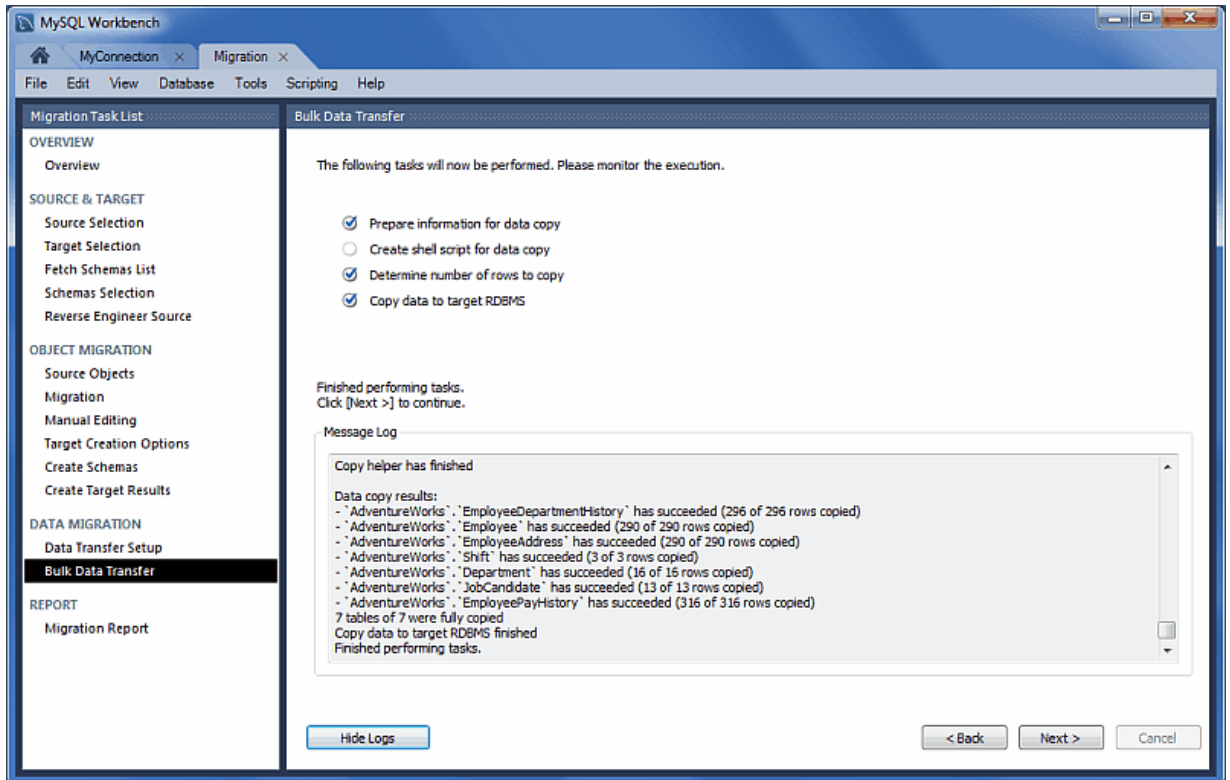 MySQL Workbench
MyConnection
Migration
File Edit View Database Tools Scripting Help
Migration Task List
OVERVIEW
Overview
SOURCE & TARGET
Source Selection
Target Selection
Fetch Schemas List
Schemas Selection
Reverse Engineer Source
OBJECT MIGRATION
Source Objects
Migration
Manual Editing
Target Creation Options
Create Schemas
Create Target Results
DATA MIGRATION
Data Transfer Setup
Bulk Data Transfer
REPORT
Migration Report
Bulk Data Transfer
The following tasks will now be performed. Please monitor the execution.
Prepare information for data copy
Create shell script for data copy
Determine number of rows to copy
Copy data to target RDBMS
Finished performing tasks.
Click [Next >] to continue.
Message Log
Copy helper has finished
Data copy results:
- `AdventureWorks`.`EmployeeDepartmentHistory` has succeeded (296 of 296 rows copied)
- `AdventureWorks`.`Employee` has succeeded (290 of 290 rows copied)
- `AdventureWorks`.`EmployeeAddress` has succeeded (290 of 290 rows copied)
- `AdventureWorks`.`Shift` has succeeded (3 of 3 rows copied)
- `AdventureWorks`.`Department` has succeeded (16 of 16 rows copied)
- `AdventureWorks`.`JobCandidate` has succeeded (13 of 13 rows copied)
- `AdventureWorks`.`EmployeePayHistory` has succeeded (316 of 316 rows copied)
7 tables of 7 were fully copied
Copy data to target RDBMS finished
Finished performing tasks.
Hide Logs
< Back
Next >
Cancel